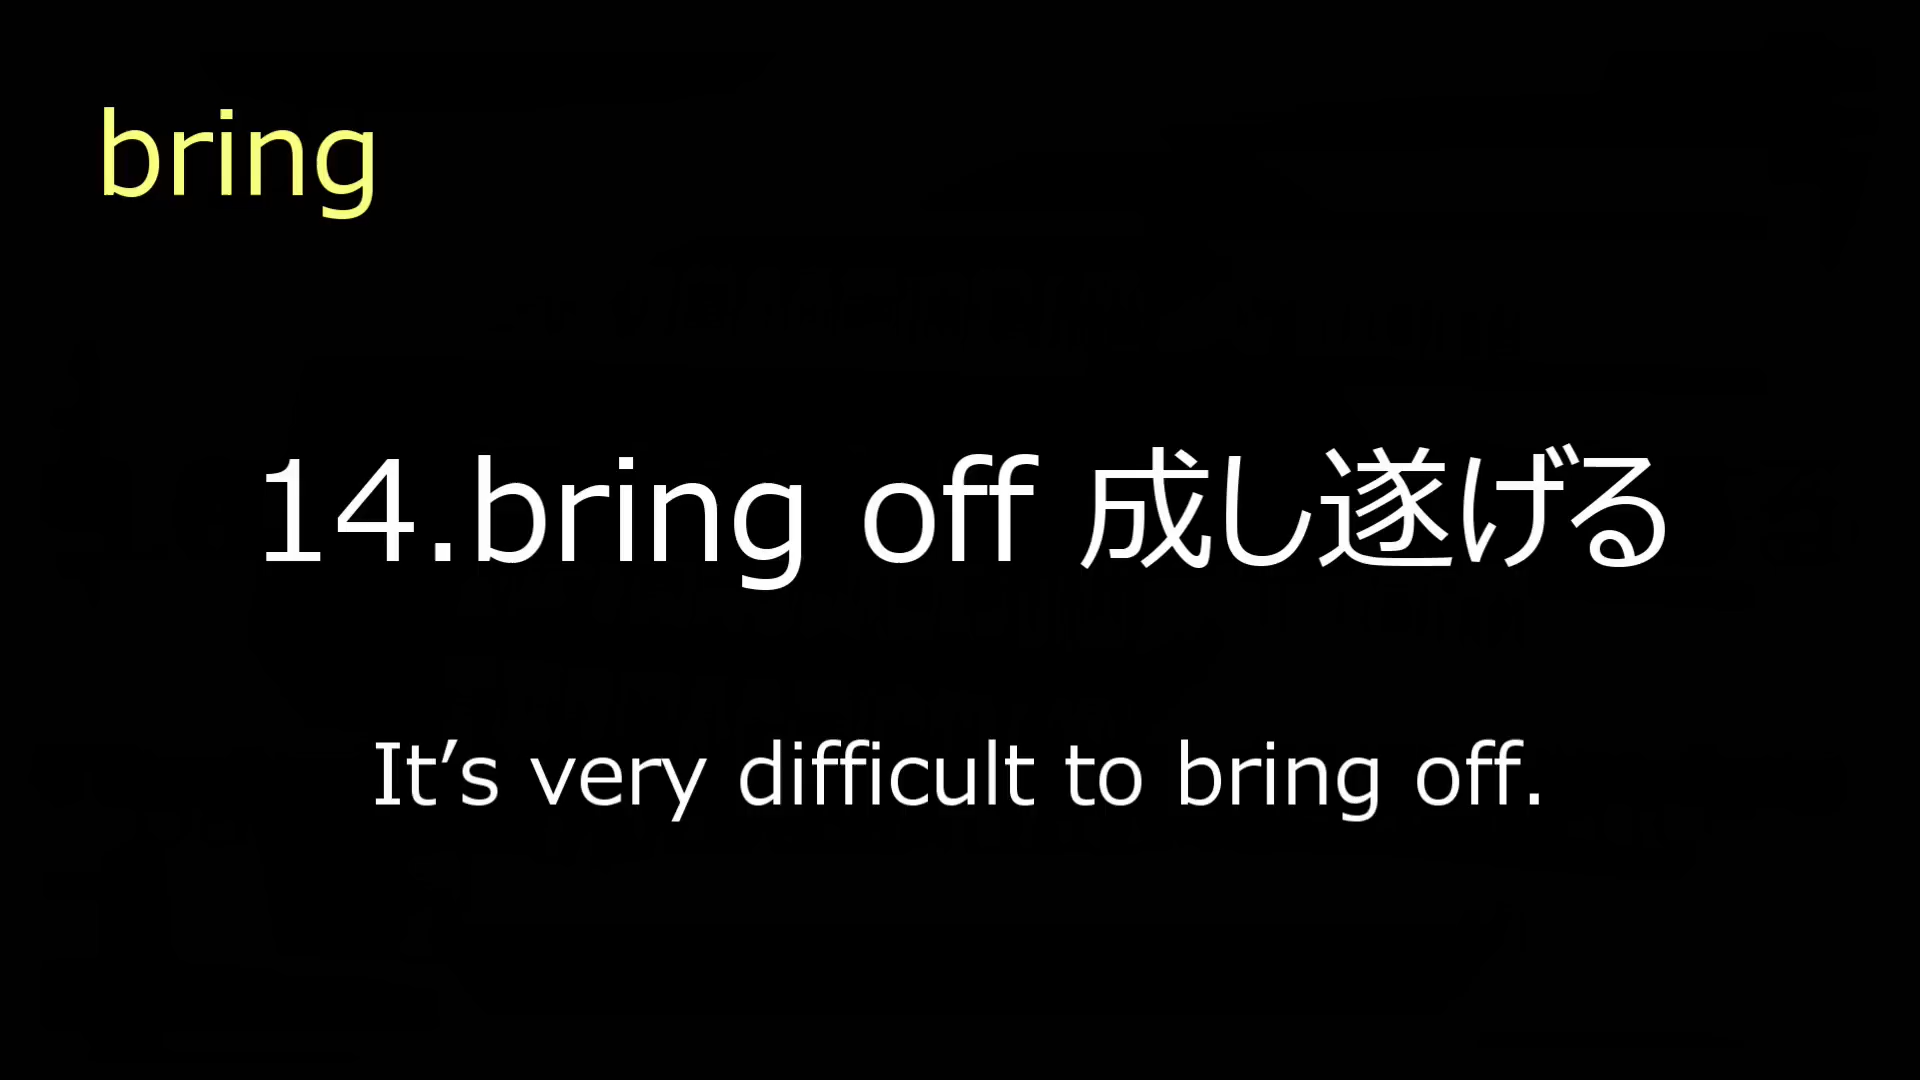 bring
14.bring off 成し遂げる
It’s very difficult to bring off.